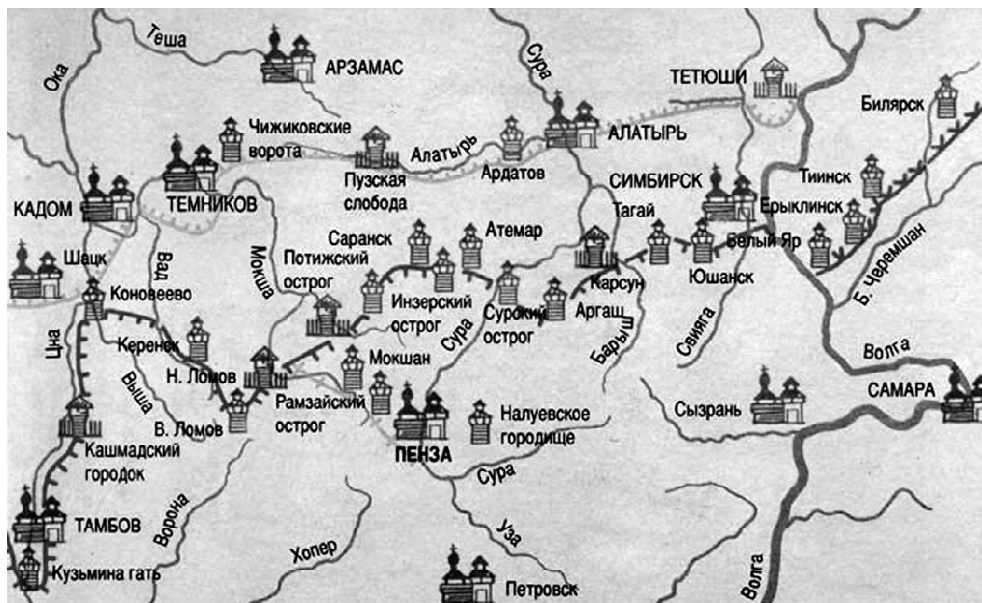 Теша
Ока
АРЗАМАС
Сура
ТЕТЮШИ
Билярск
Чижиковские
ворота
Алатырь
АЛАТЫРЬ
Пузская
слобода
Ардатов
КАДОМ
ТЕМНИКОВ
СИМБИРСК
Тиинск
Тагай
Ерыклинск
Саранск
Атемар
Белый Яр
Шацк
Вад
Мокша
Потижский
острог
Юшанск
Б. Черемшан
Коновеево
Инзерский
острог
Карсун
Сурский
острог
Аргаш
Цна
Керенск
Сура
Барыш
Свияга
Мокшан
Волга
Н. Ломов
Выша
Рамзайский
острог
САМАРА
Сызрань
В. Ломов
Налуевское
городище
Кашмадский
городок
ПЕНЗА
Сура
ТАМБОВ
Ворона
Хопер
Уза
Кузьмина гать
Петровск
Волга